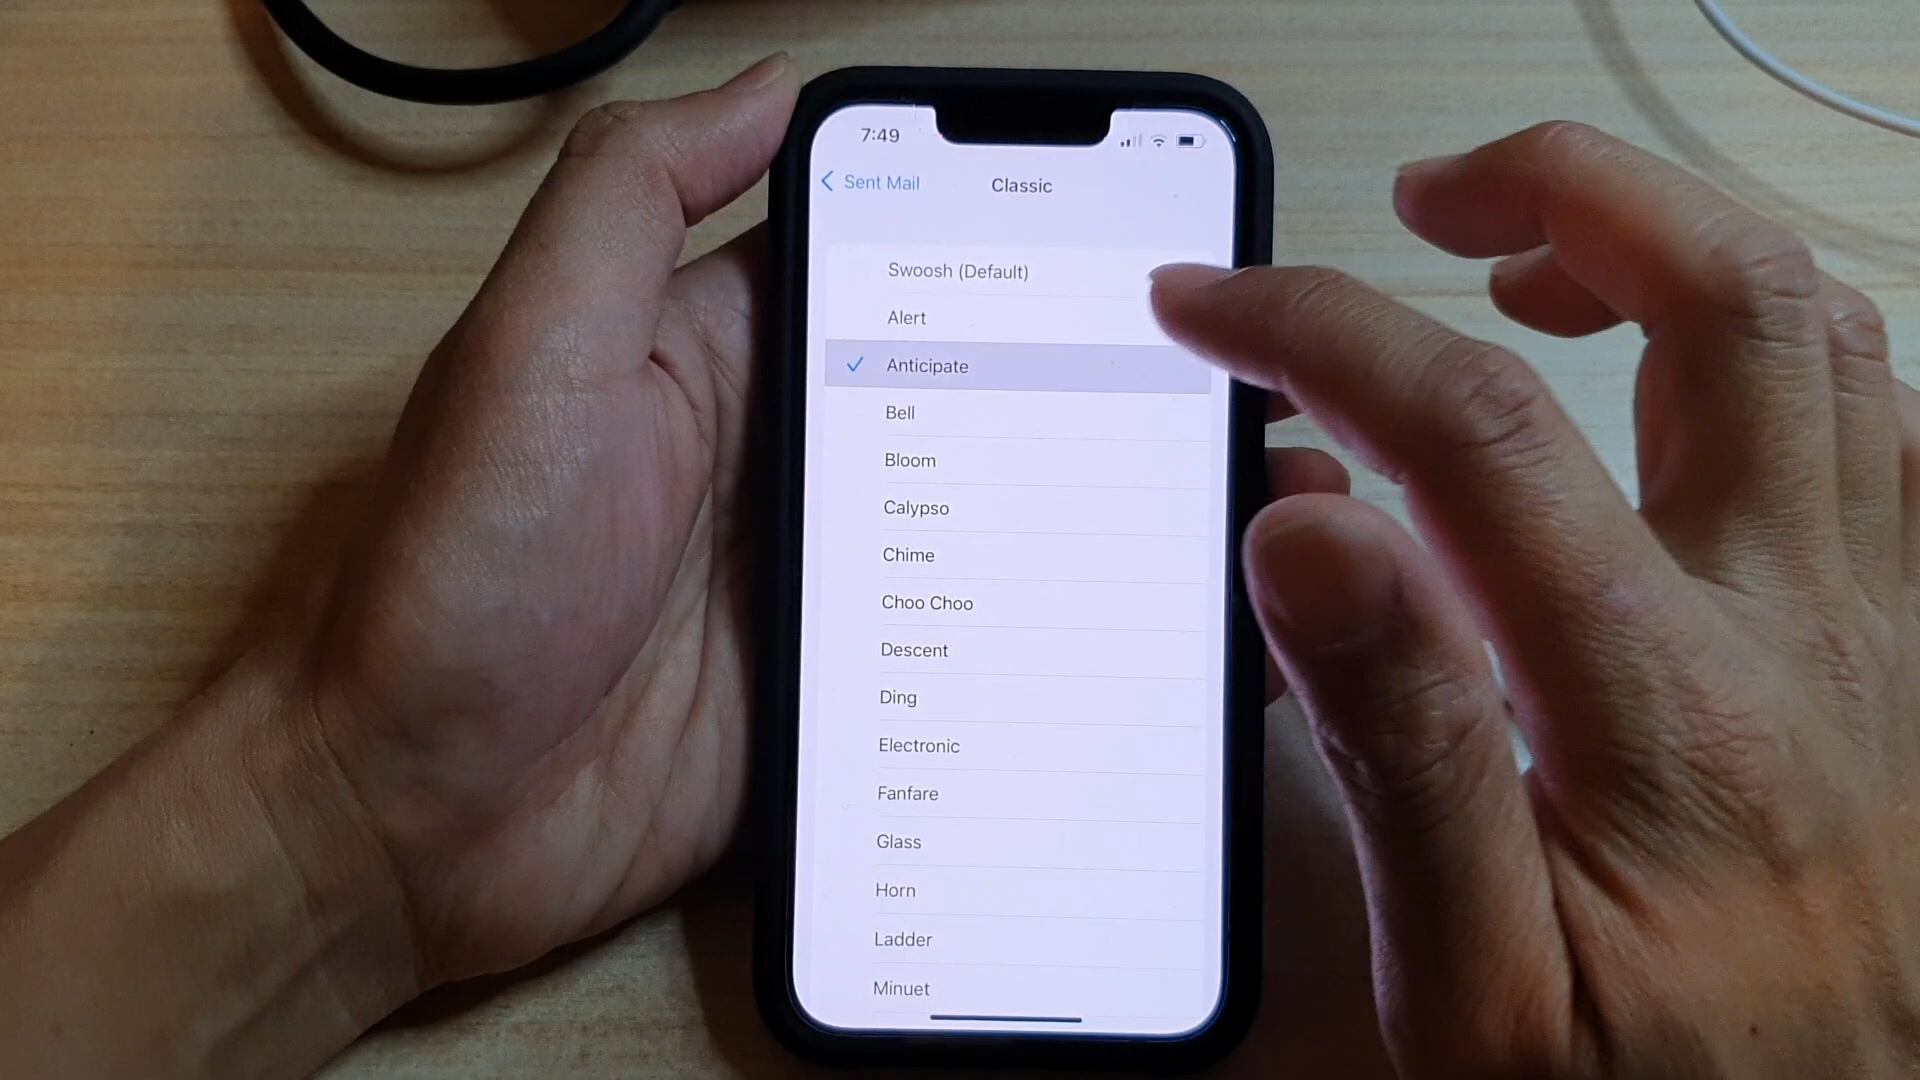 7:49
Sent Mail
Classic
Swoosh (Default)
Alert
Anticipate
Bell
Bloom
Calypso
Chime
Choo Choo
Descent
Ding
Electronic
Fanfare
Glass
Horn
Ladder
Minuet